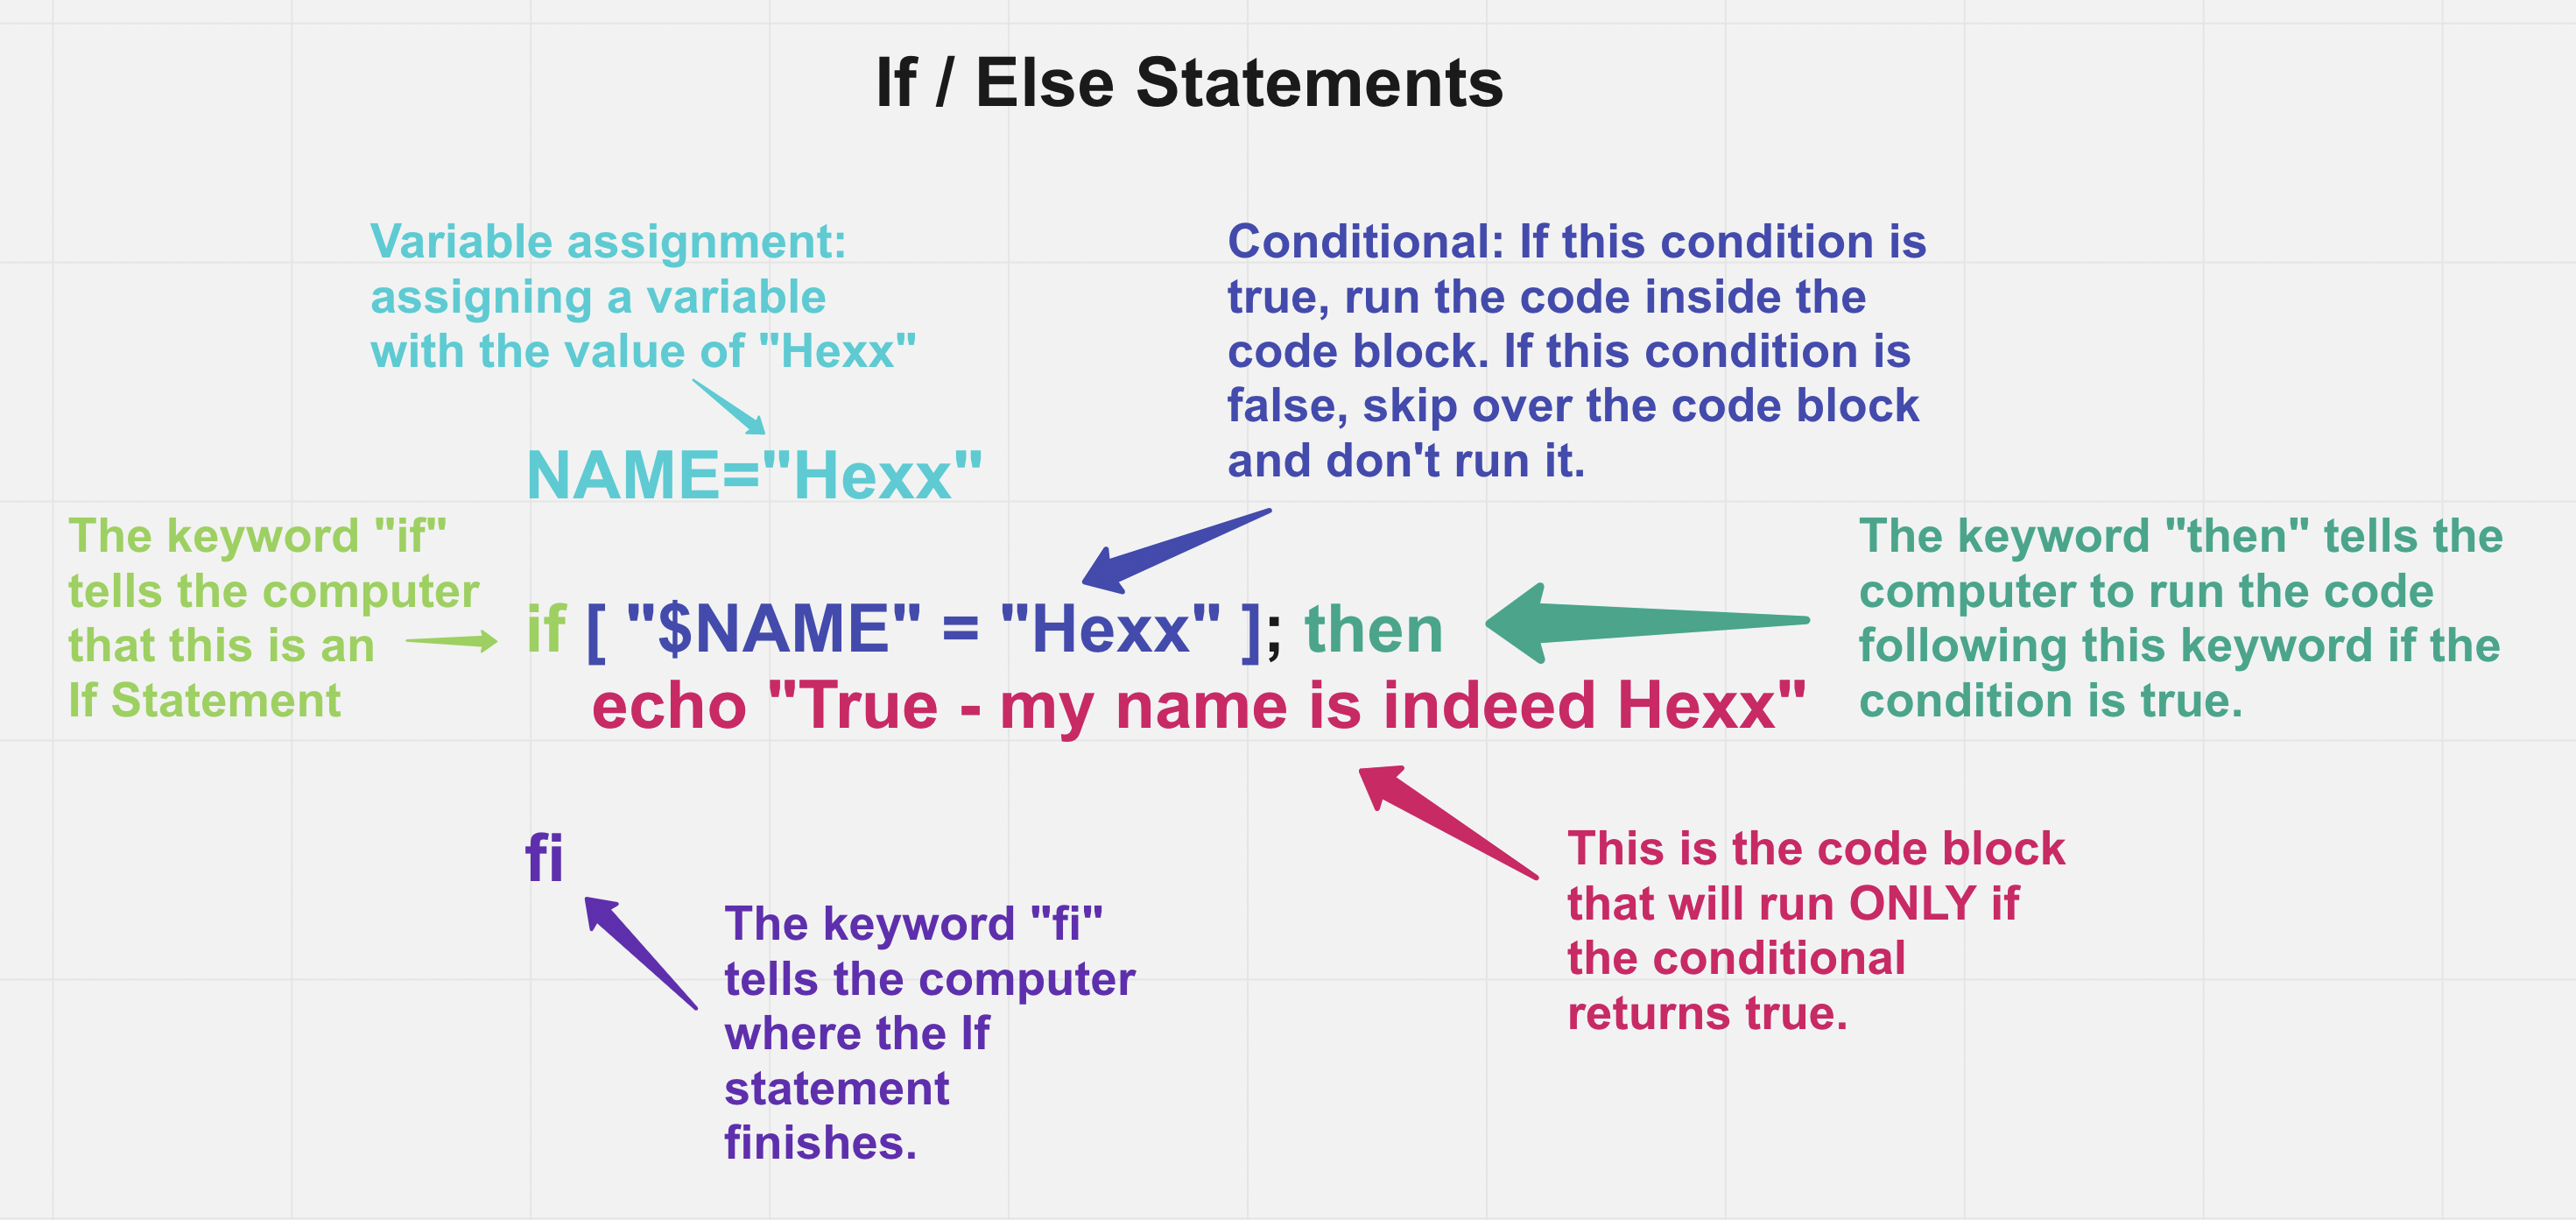 If / Else Statements
Variable assignment:
assigning a variable
with the value of "Hexx"
Conditional: If this condition is
true, run the code inside the
code block. If this condition is
false, skip over the code block
and don't run it.
NAME="Hexx"
The keyword "if"
tells the computer
that this is an
If Statement
if [ "$NAME" = "Hexx" ]; then
echo "True - my name is indeed Hexx"
The keyword "then" tells the
computer to run the code
following this keyword if the
condition is true.
fi
The keyword "fi"
tells the computer
where the If
statement
finishes.
This is the code block
that will run ONLY if
the conditional
returns true.